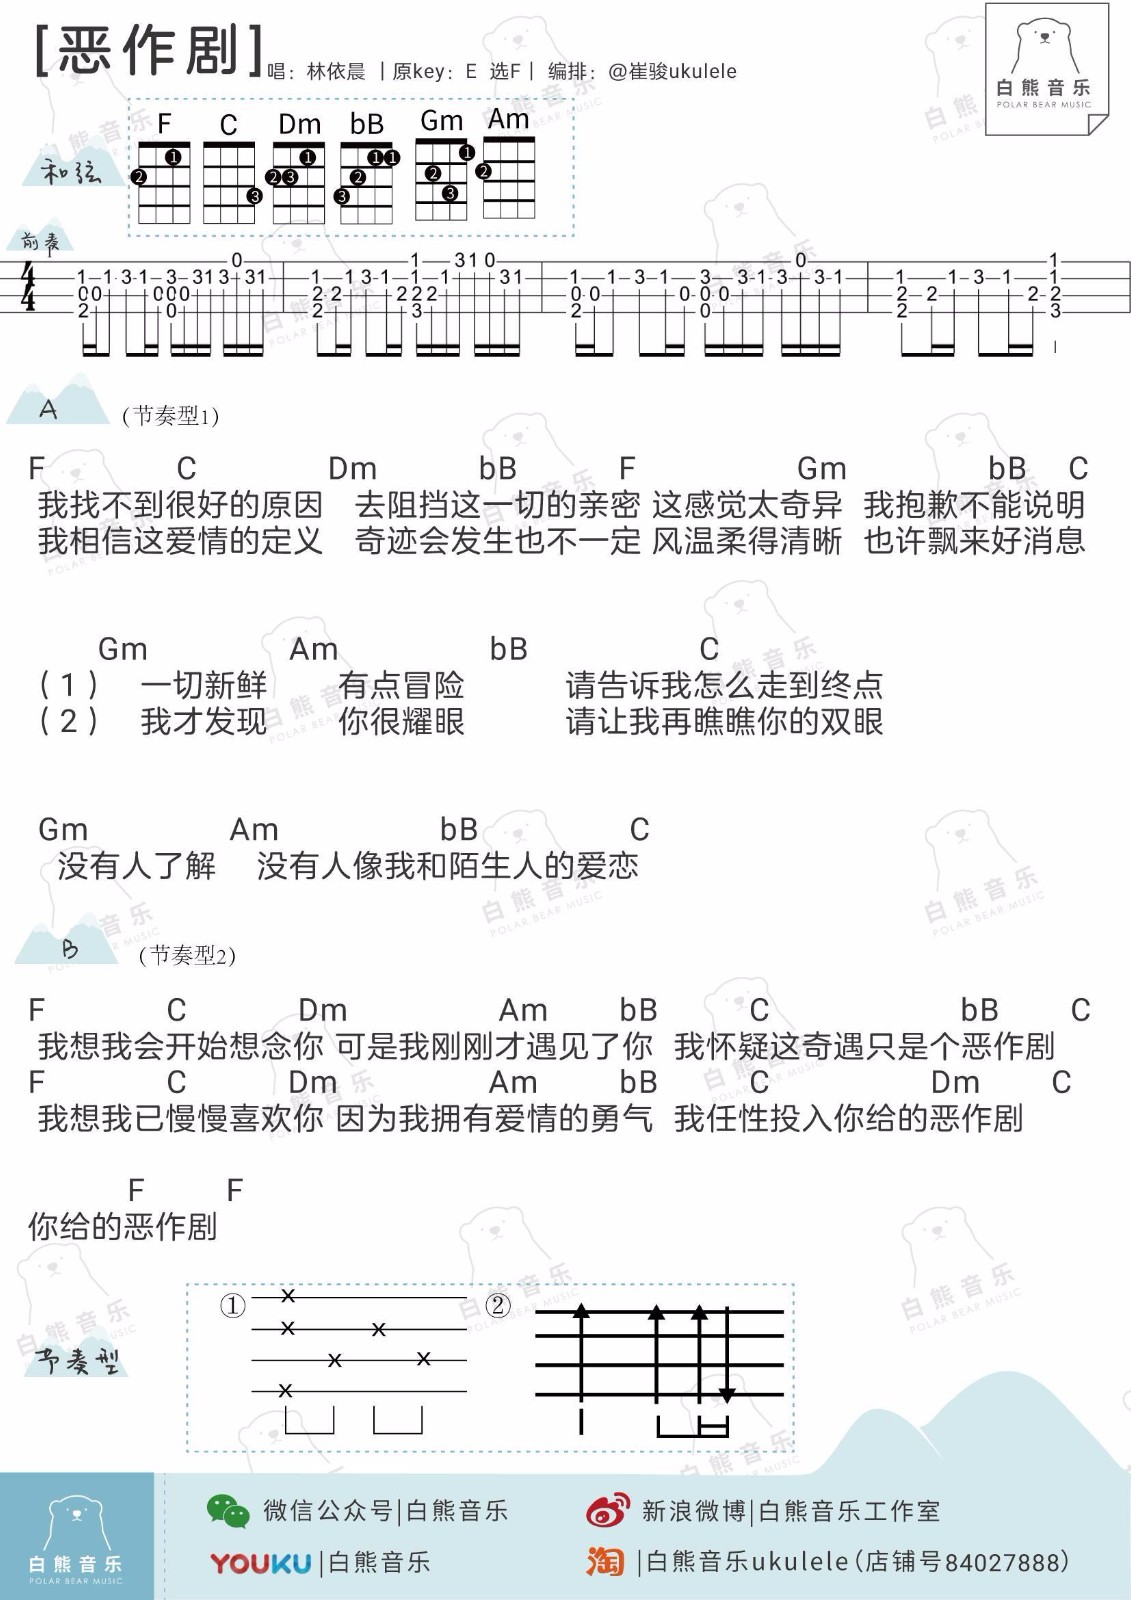 [恶作剧]
唱：林依晨 | 原key：E 选F | 编排：@崔骏ukulele
白熊音乐
POLAR BEAR MUSIC
F C Dm bB Gm Am
和弦
前奏
A (节奏型1)
F C Dm bB F Gm bB C
我找不到很好的原因 去阻挡这一切的亲密 这感觉太奇异 我抱歉不能说明
我相信这爱情的定义 奇迹会发生也不一定 风温柔得清晰 也许飘来好消息
Gm Am bB C
(1) 一切新鲜 有点冒险 请告诉我怎么走到终点
(2) 我才发现 你很耀眼 请让我再瞧瞧你的双眼
Gm Am bB C
没有人了解 没有人像我和陌生人的爱恋
B (节奏型2)
F C Dm Am bB C bB C
我想我会开始想念你 可是我刚刚才遇见了你 我怀疑这奇遇只是个恶作剧
F C Dm Am bB C Dm C
我想我已慢慢喜欢你 因为我拥有爱情的勇气 我任性投入你给的恶作剧
F F
你给的恶作剧
① ②
节奏型
白熊音乐
POLAR BEAR MUSIC
微信公众号|白熊音乐
新浪微博|白熊音乐工作室
YOUKU |白熊音乐
淘 |白熊音乐ukulele(店铺号84027888)